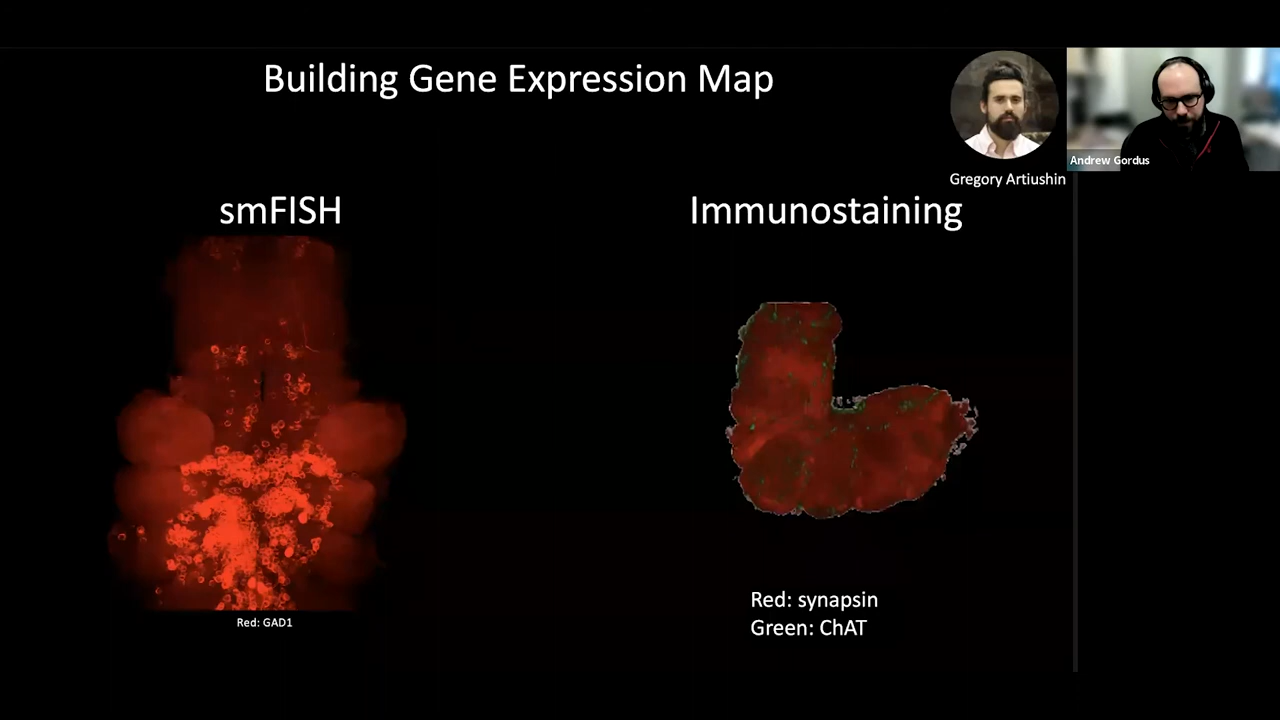 Building Gene Expression Map
Andrew Gordus
Gregory Artiushin
smFISH
Immunostaining
Red: GAD1
Red: synapsin
Green: ChAT